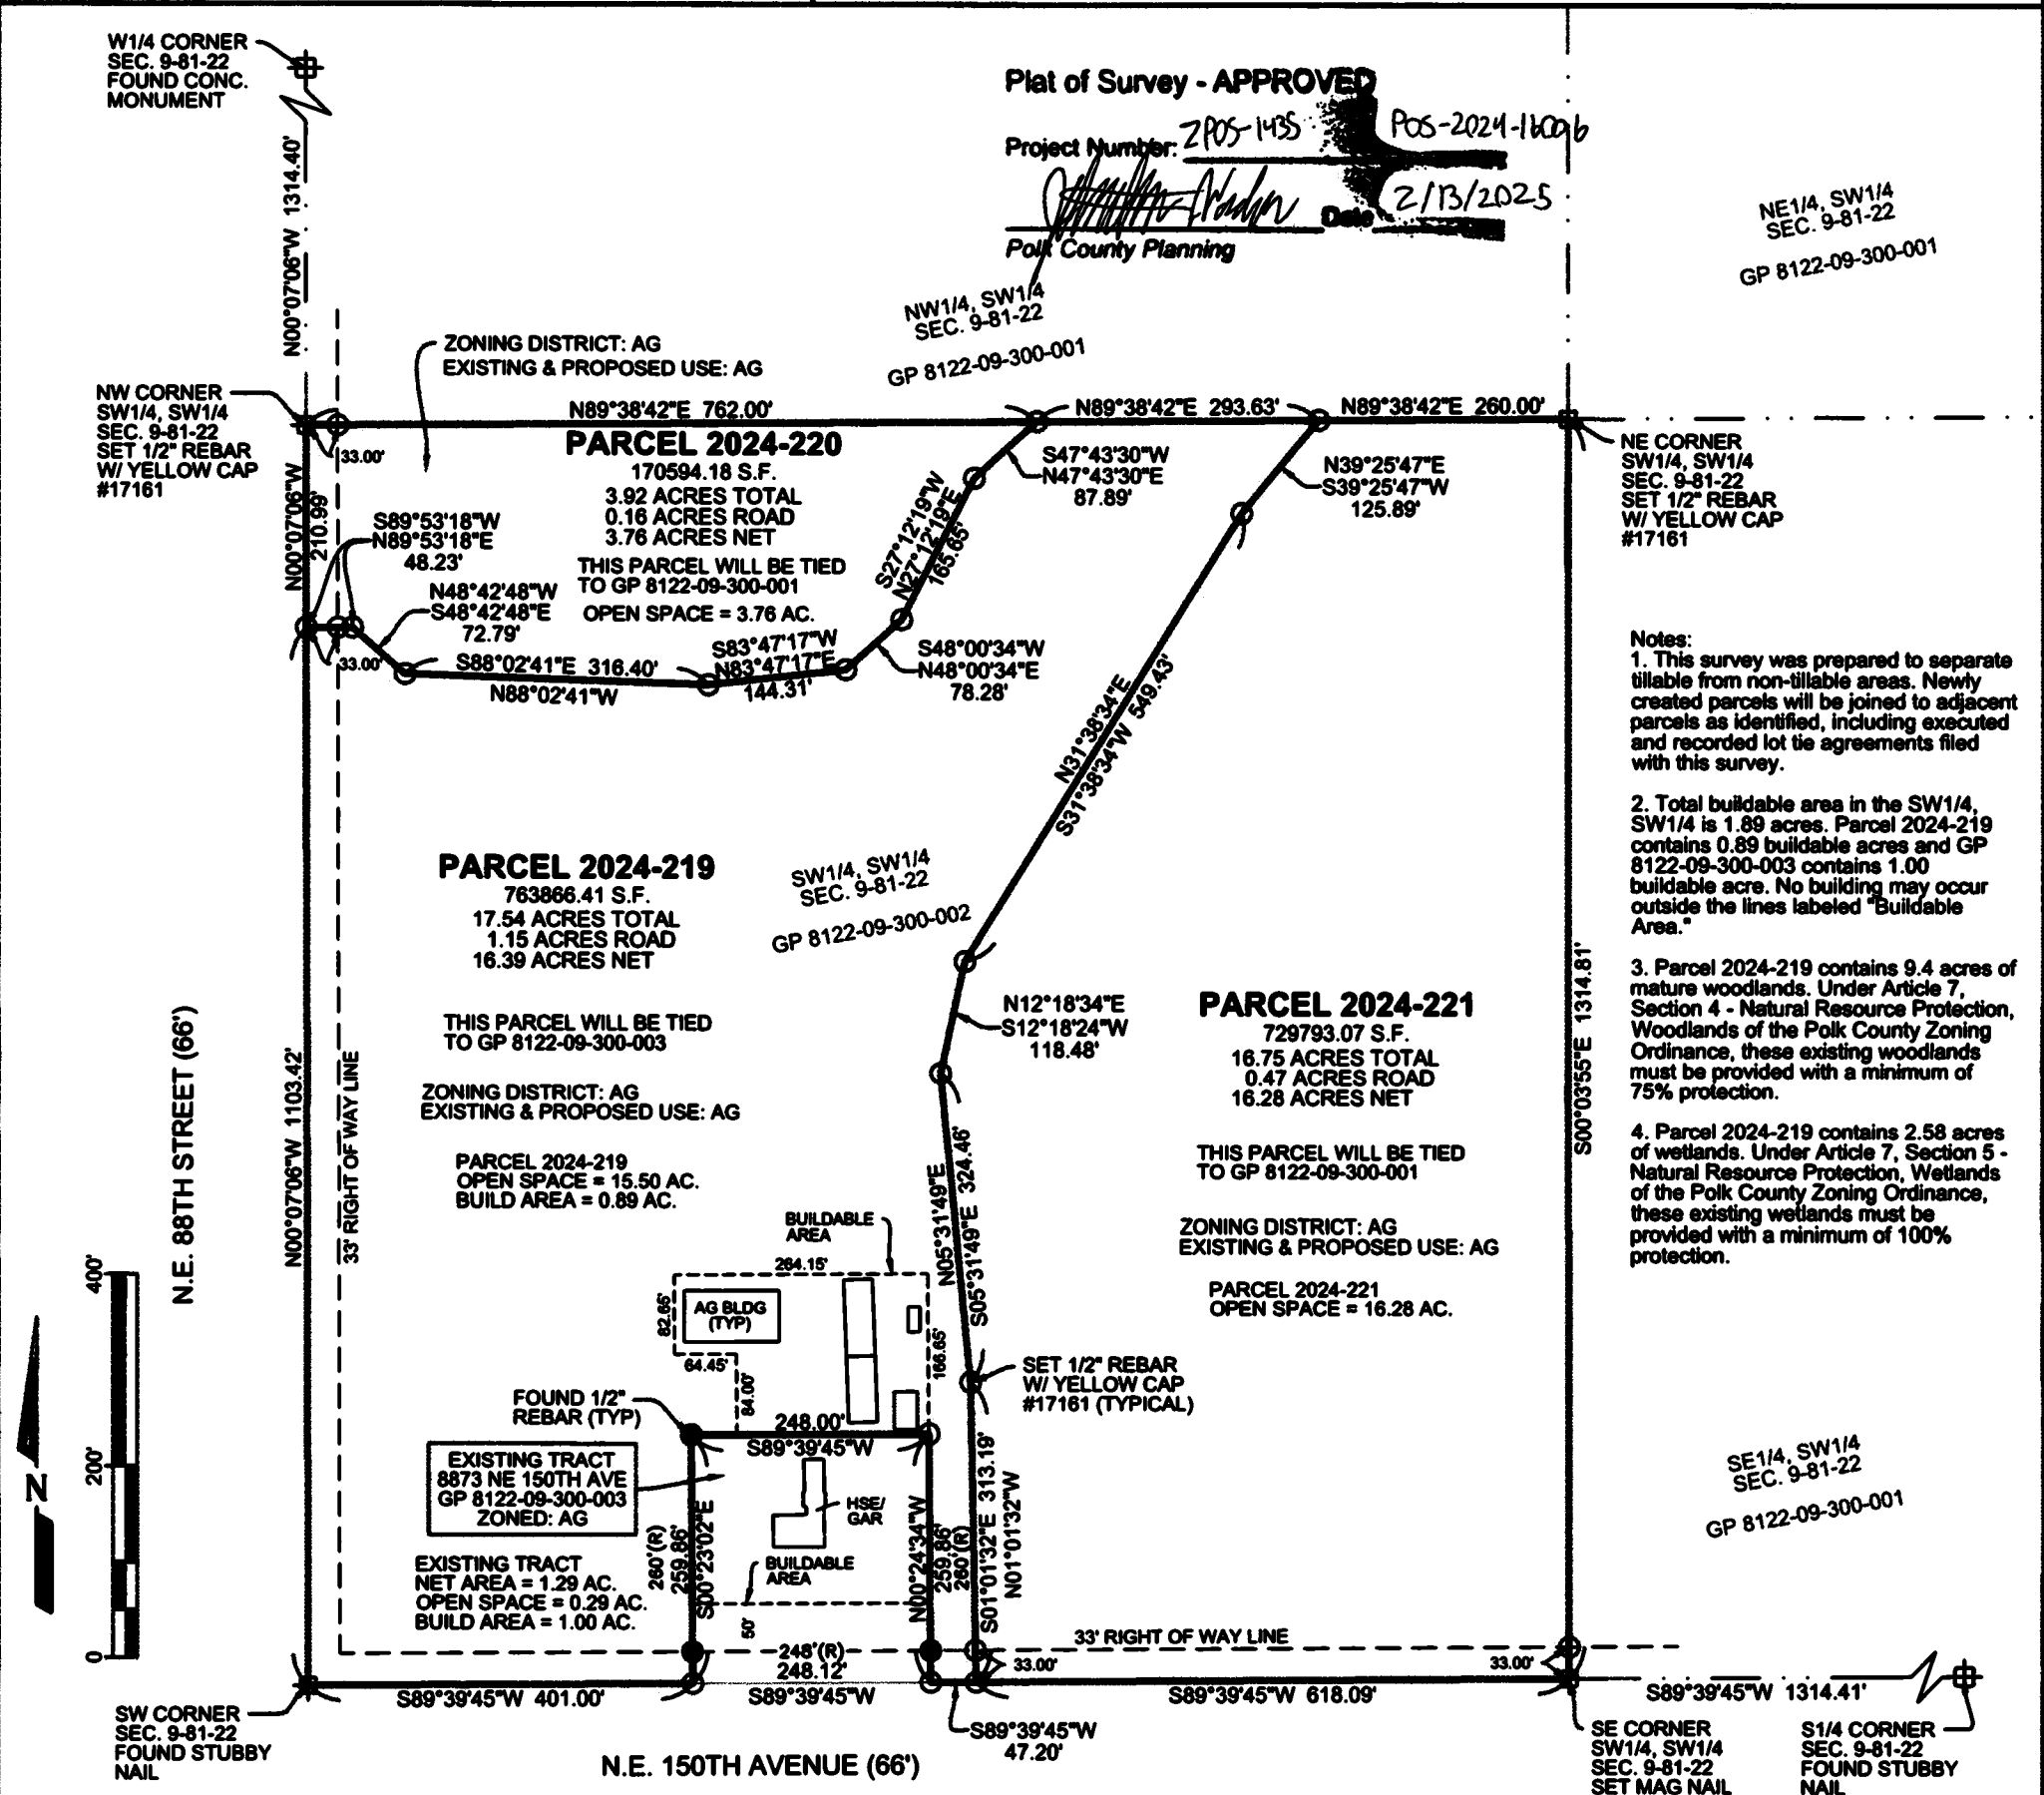 W1/4 CORNER
SEC. 9-81-22
FOUND CONC.
MONUMENT
N00°07'06"W 1314.40'
Plat of Survey - APPROVED
Project Number: ZPOS-1435 POS-2024-16096
Date 2/13/2025
Polk County Planning
NE1/4, SW1/4
SEC. 9-81-22
GP 8122-09-300-001
NW1/4, SW1/4
SEC. 9-81-22
GP 8122-09-300-001
ZONING DISTRICT: AG
EXISTING & PROPOSED USE: AG
NW CORNER
SW1/4, SW1/4
SEC. 9-81-22
SET 1/2" REBAR
W/ YELLOW CAP
#17161
N89°38'42"E 762.00'
N89°38'42"E 293.63'
N89°38'42"E 260.00'
NE CORNER
SW1/4, SW1/4
SEC. 9-81-22
SET 1/2" REBAR
W/ YELLOW CAP
#17161
33.00'
N00°07'06"W
210.99'
PARCEL 2024-220
170594.18 S.F.
3.92 ACRES TOTAL
0.16 ACRES ROAD
3.76 ACRES NET
THIS PARCEL WILL BE TIED
TO GP 8122-09-300-001
OPEN SPACE = 3.76 AC.
S47°43'30"W
N47°43'30"E
87.89'
N39°25'47"E
S39°25'47"W
125.89'
S27°12'19"W
N27°12'19"E
165.65'
S89°53'18"W
N89°53'18"E
48.23'
N48°42'48"W
S48°42'48"E
72.79'
33.00'
S88°02'41"E 316.40'
N88°02'41"W
S83°47'17"W
N83°47'17"E
144.31'
S48°00'34"W
N48°00'34"E
78.28'
N31°38'34"E
S31°38'34"W 549.43'
Notes:
1. This survey was prepared to separate
tillable from non-tillable areas. Newly
created parcels will be joined to adjacent
parcels as identified, including executed
and recorded lot tie agreements filed
with this survey.
2. Total buildable area in the SW1/4,
SW1/4 is 1.89 acres. Parcel 2024-219
contains 0.89 buildable acres and GP
8122-09-300-003 contains 1.00
buildable acre. No building may occur
outside the lines labeled "Buildable
Area."
3. Parcel 2024-219 contains 9.4 acres of
mature woodlands. Under Article 7,
Section 4 - Natural Resource Protection,
Woodlands of the Polk County Zoning
Ordinance, these existing woodlands
must be provided with a minimum of
75% protection.
4. Parcel 2024-219 contains 2.58 acres
of wetlands. Under Article 7, Section 5 -
Natural Resource Protection, Wetlands
of the Polk County Zoning Ordinance,
these existing wetlands must be
provided with a minimum of 100%
protection.
PARCEL 2024-219
763866.41 S.F.
17.54 ACRES TOTAL
1.15 ACRES ROAD
16.39 ACRES NET
THIS PARCEL WILL BE TIED
TO GP 8122-09-300-003
ZONING DISTRICT: AG
EXISTING & PROPOSED USE: AG
PARCEL 2024-219
OPEN SPACE = 15.50 AC.
BUILD AREA = 0.89 AC.
SW1/4, SW1/4
SEC. 9-81-22
GP 8122-09-300-002
N12°18'34"E
S12°18'24"W
118.48'
PARCEL 2024-221
729793.07 S.F.
16.75 ACRES TOTAL
0.47 ACRES ROAD
16.28 ACRES NET
THIS PARCEL WILL BE TIED
TO GP 8122-09-300-001
ZONING DISTRICT: AG
EXISTING & PROPOSED USE: AG
PARCEL 2024-221
OPEN SPACE = 16.28 AC.
S00°03'55"E 1314.81'
N.E. 88TH STREET (66')
N00°07'06"W 1103.42'
33' RIGHT OF WAY LINE
N05°31'49"E
S05°31'49"E 324.46'
BUILDABLE
AREA
264.15'
82.65'
AG BLDG
(TYP)
64.45'
84.00'
166.65'
SET 1/2" REBAR
W/ YELLOW CAP
#17161 (TYPICAL)
FOUND 1/2"
REBAR (TYP)
248.00'
S89°39'45"W
EXISTING TRACT
8873 NE 150TH AVE
GP 8122-09-300-003
ZONED: AG
EXISTING TRACT
NET AREA = 1.29 AC.
OPEN SPACE = 0.29 AC.
BUILD AREA = 1.00 AC.
260'(R)
259.86'
S00°23'02"E
HSE/
GAR
BUILDABLE
AREA
50'
N00°24'34"W
259.86'
260'(R)
S01°01'32"E 313.19'
N01°01'32"W
400'
200'
0
N
SE1/4, SW1/4
SEC. 9-81-22
GP 8122-09-300-001
33' RIGHT OF WAY LINE
33.00'
33.00'
248'(R)
248.12'
S89°39'45"W
S89°39'45"W 401.00'
S89°39'45"W
47.20'
S89°39'45"W 618.09'
S89°39'45"W 1314.41'
SW CORNER
SEC. 9-81-22
FOUND STUBBY
NAIL
N.E. 150TH AVENUE (66')
SE CORNER
SW1/4, SW1/4
SEC. 9-81-22
SET MAG NAIL
S1/4 CORNER
SEC. 9-81-22
FOUND STUBBY
NAIL